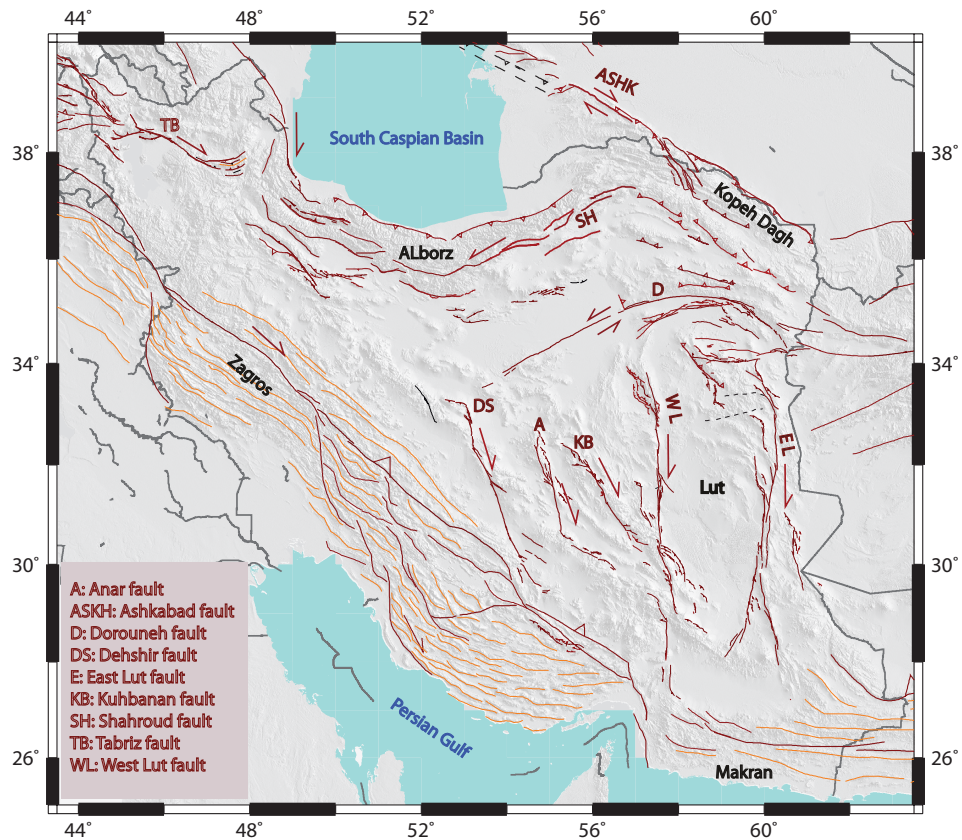 44° 48° 52° 56° 60°
ASHK
TB
South Caspian Basin
38° 38°
Kopeh Dagh
SH
ALborz
D
34° 34°
Zagros
DS
A
KB
WL
EL
Lut
30° 30°
A: Anar fault
ASKH: Ashkabad fault
D: Dorouneh fault
DS: Dehshir fault
E: East Lut fault
KB: Kuhbanan fault
SH: Shahroud fault
TB: Tabriz fault
WL: West Lut fault
Persian Gulf
26° 26°
Makran
44° 48° 52° 56° 60°